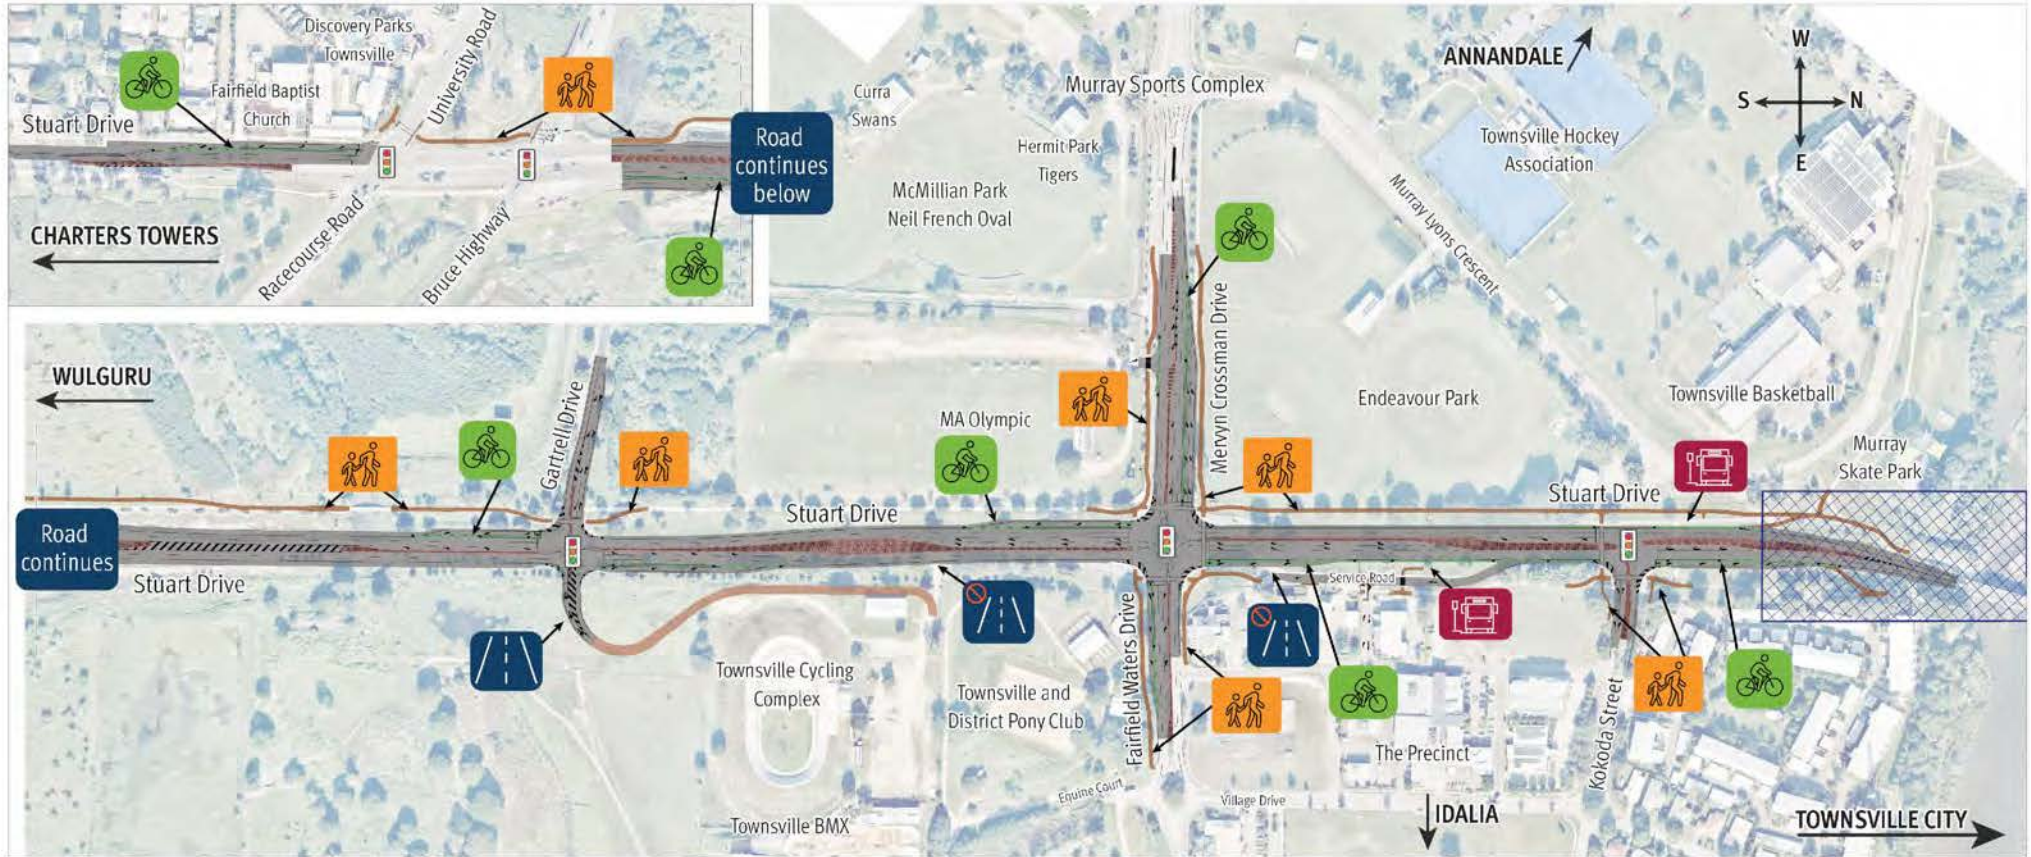 Discovery Parks
Townsville
University Road
Fairfield Baptist
Church
Stuart Drive
Road
continues
below
CHARTERS TOWERS
Racecourse Road
Bruce Highway
Curra
Swans
Murray Sports Complex
Hermit Park
Tigers
McMillian Park
Neil French Oval
ANNANDALE
Townsville Hockey
Association
Murray Lyons Crescent
W
S
N
E
WULGURU
Gartrell Drive
MA Olympic
Mervyn Crossman Drive
Endeavour Park
Townsville Basketball
Murray
Skate Park
Stuart Drive
Stuart Drive
Road
continues
Stuart Drive
Service Road
Townsville Cycling
Complex
Townsville and
District Pony Club
Fairfield Waters Drive
The Precinct
Kokoda Street
Equine Court
Village Drive
Townsville BMX
IDALIA
TOWNSVILLE CITY